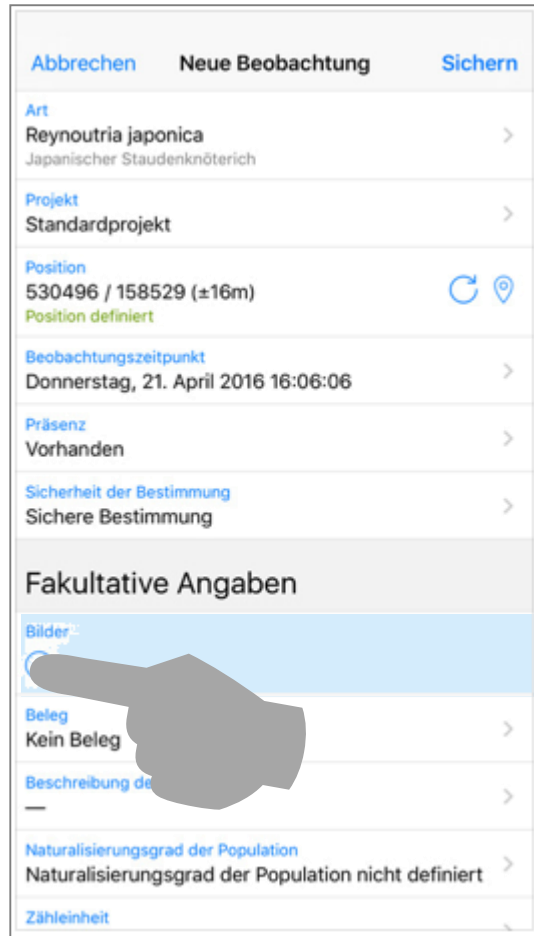 Abbrechen Neue Beobachtung Sichern
Art
Reynoutria japonica
Japanischer Staudenknöterich
Projekt
Standardprojekt
Position
530496 / 158529 (±16m)
Position definiert
Beobachtungszeitpunkt
Donnerstag, 21. April 2016 16:06:06
Präsenz
Vorhanden
Sicherheit der Bestimmung
Sichere Bestimmung
Fakultative Angaben
Bilder
Beleg
Kein Beleg
Beschreibung
—
Naturalisierungsgrad der Population
Naturalisierungsgrad der Population nicht definiert
Zähleinheit